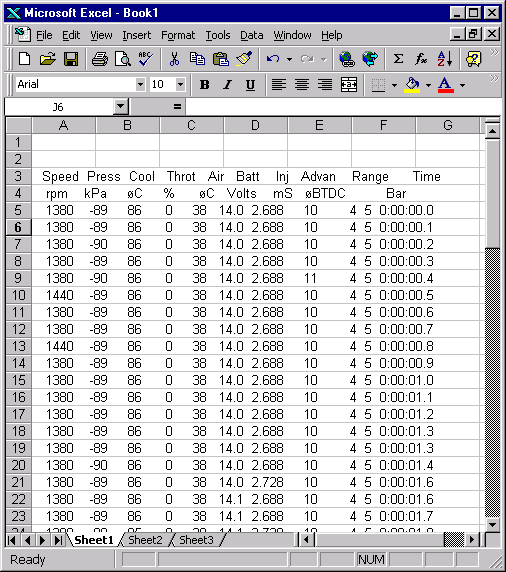 Microsoft Excel - Book1
File Edit View Insert Format Tools Data Window Help
Arial 10 B I U
J6 =
A B C D E F G
1
2
3 Speed Press Cool Throt Air Batt Inj Advan Range Time
4 rpm kPa øC % øC Volts mS øBTDC Bar
5 1380 -89 86 0 38 14.0 2.688 10 4 5 0:00:00.0
6 1380 -89 86 0 38 14.0 2.688 10 4 5 0:00:00.1
7 1380 -90 86 0 38 14.0 2.688 10 4 5 0:00:00.2
8 1380 -89 86 0 38 14.0 2.688 10 4 5 0:00:00.3
9 1380 -90 86 0 38 14.0 2.688 11 4 5 0:00:00.4
10 1440 -89 86 0 38 14.0 2.688 10 4 5 0:00:00.5
11 1380 -89 86 0 38 14.0 2.688 10 4 5 0:00:00.6
12 1380 -89 86 0 38 14.0 2.688 10 4 5 0:00:00.7
13 1440 -89 86 0 38 14.0 2.688 10 4 5 0:00:00.8
14 1380 -89 86 0 38 14.0 2.688 10 4 5 0:00:00.9
15 1380 -89 86 0 38 14.0 2.688 10 4 5 0:00:01.0
16 1380 -89 86 0 38 14.0 2.688 10 4 5 0:00:01.1
17 1380 -89 86 0 38 14.0 2.688 10 4 5 0:00:01.2
18 1380 -89 86 0 38 14.0 2.688 10 4 5 0:00:01.3
19 1380 -89 86 0 38 14.0 2.688 10 4 5 0:00:01.3
20 1380 -90 86 0 38 14.0 2.688 10 4 5 0:00:01.4
21 1380 -89 86 0 38 14.0 2.728 10 4 5 0:00:01.6
22 1380 -89 86 0 38 14.1 2.688 10 4 5 0:00:01.6
23 1380 -89 86 0 38 14.1 2.688 10 4 5 0:00:01.7
Sheet1 Sheet2 Sheet3
Ready NUM